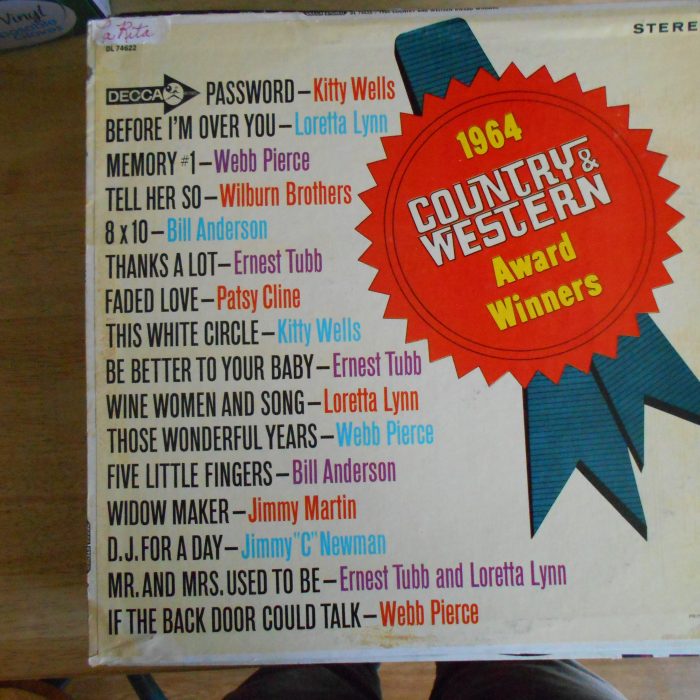 Vinyl
La Rita
DL 74622
STERE
DECCA PASSWORD–Kitty Wells
BEFORE I'M OVER YOU–Loretta Lynn
MEMORY #1–Webb Pierce
TELL HER SO–Wilburn Brothers
8 x 10–Bill Anderson
THANKS A LOT–Ernest Tubb
FADED LOVE–Patsy Cline
THIS WHITE CIRCLE–Kitty Wells
BE BETTER TO YOUR BABY–Ernest Tubb
WINE WOMEN AND SONG–Loretta Lynn
THOSE WONDERFUL YEARS–Webb Pierce
FIVE LITTLE FINGERS–Bill Anderson
WIDOW MAKER–Jimmy Martin
D.J. FOR A DAY–Jimmy "C" Newman
MR. AND MRS. USED TO BE–Ernest Tubb and Loretta Lynn
IF THE BACK DOOR COULD TALK–Webb Pierce
1964
COUNTRY &
WESTERN
Award
Winners